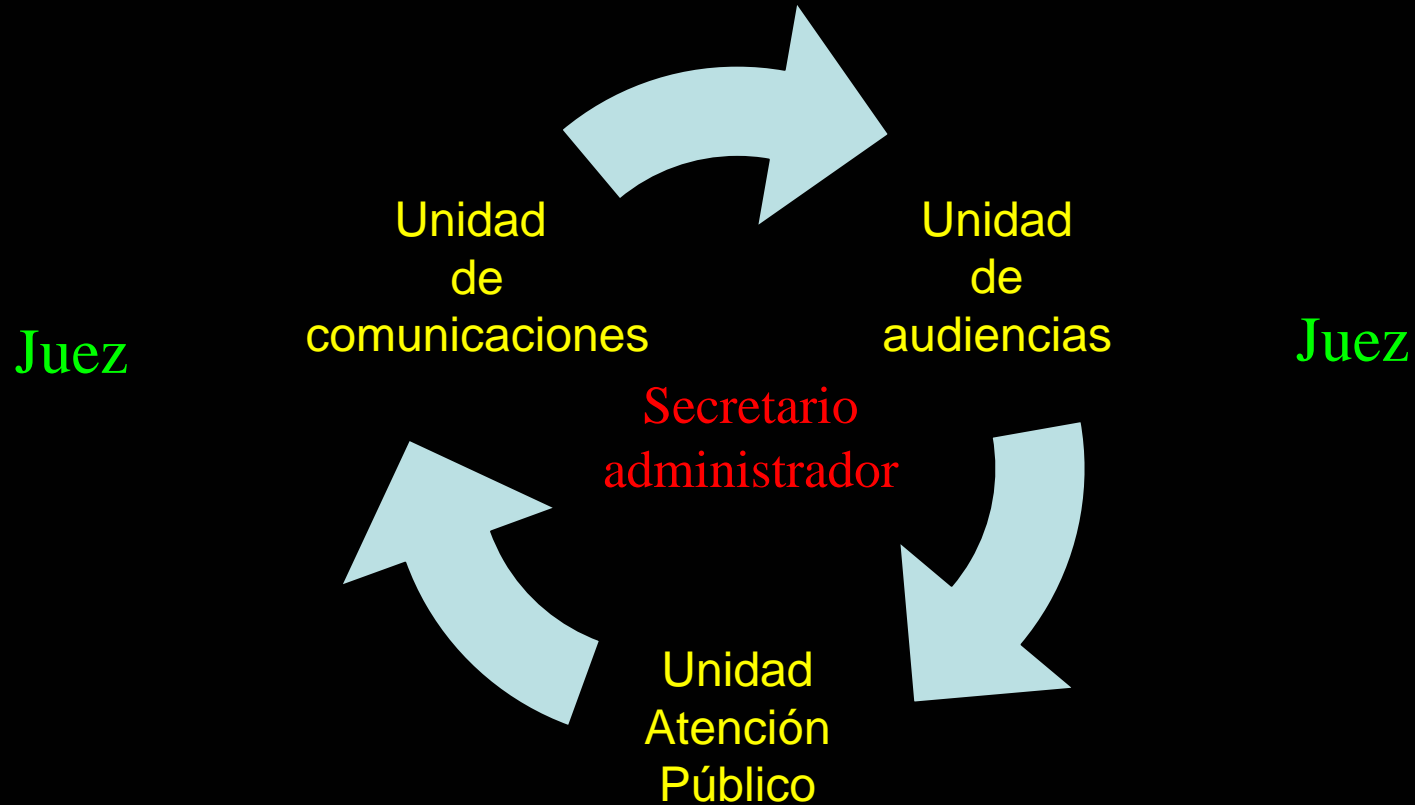 Unidad
de
comunicaciones
Unidad
de
audiencias
Juez
Juez
Secretario
administrador
Unidad
Atención
Público